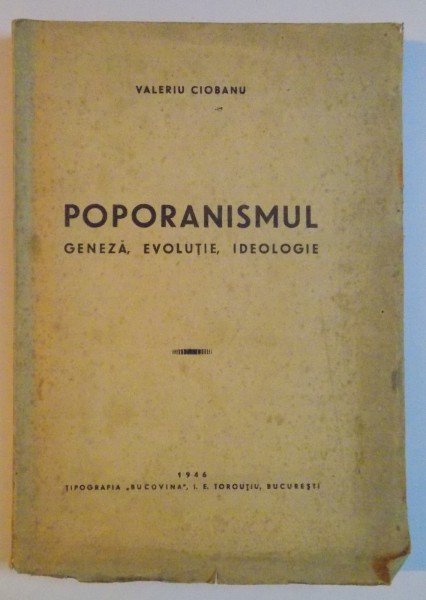 VALERIU CIOBANU
POPORANISMUL
GENEZĂ, EVOLUȚIE, IDEOLOGIE
1946
TIPOGRAFIA „BUCOVINA", I. E. TOROUȚIU, BUCUREȘTI